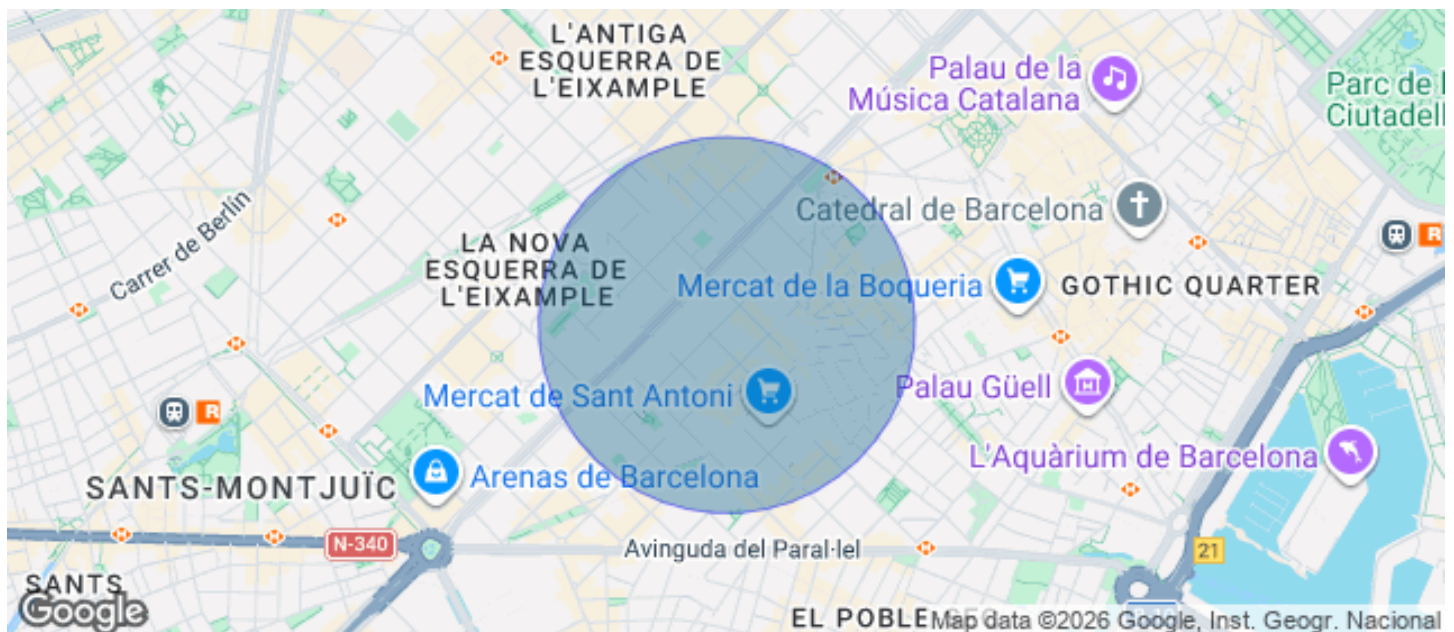 L'ANTIGA
ESQUERRA DE
L'EIXAMPLE
Palau de la
Música Catalana
Parc de l
Ciutadell
Catedral de Barcelona
Carrer de Berlín
LA NOVA
ESQUERRA DE
L'EIXAMPLE
R
Mercat de la Boqueria
GOTHIC QUARTER
Mercat de Sant Antoni
Palau Güell
R
L'Aquàrium de Barcelona
Arenas de Barcelona
SANTS-MONTJUÏC
N-340
Avinguda del Paral·lel
21
SANTS
Google
EL POBLE
Map data ©2026 Google, Inst. Geogr. Nacional